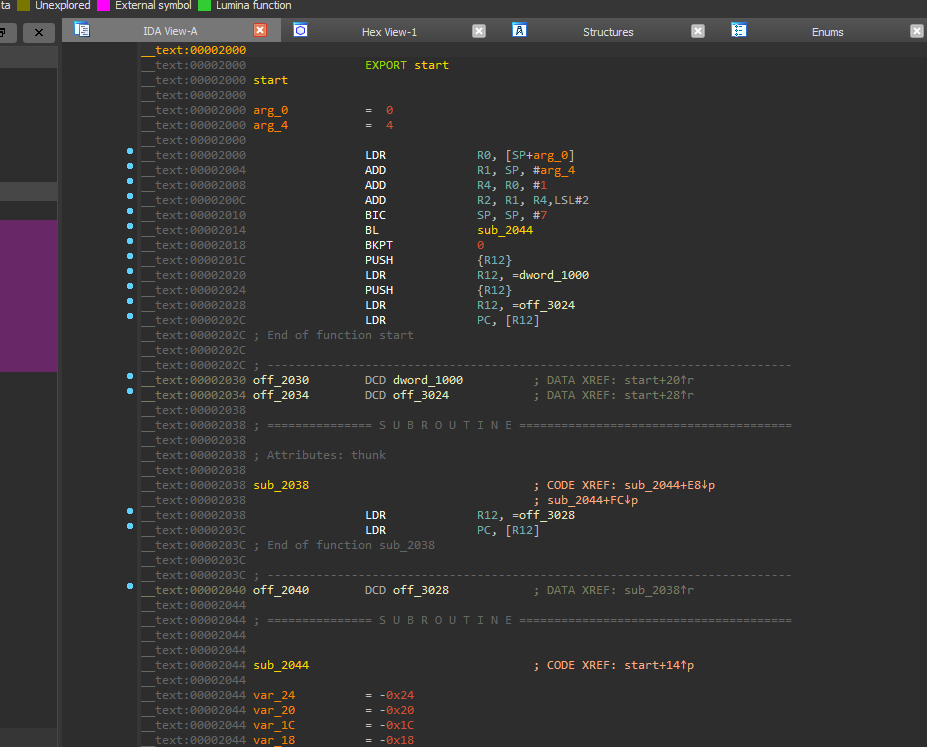 ta Unexplored External symbol Lumina function
IDA View-A Hex View-1 Structures Enums
__text:00002000
__text:00002000 EXPORT start
__text:00002000 start
__text:00002000
__text:00002000 arg_0 = 0
__text:00002000 arg_4 = 4
__text:00002000
__text:00002000 LDR R0, [SP+arg_0]
__text:00002004 ADD R1, SP, #arg_4
__text:00002008 ADD R4, R0, #1
__text:0000200C ADD R2, R1, R4,LSL#2
__text:00002010 BIC SP, SP, #7
__text:00002014 BL sub_2044
__text:00002018 BKPT 0
__text:0000201C PUSH {R12}
__text:00002020 LDR R12, =dword_1000
__text:00002024 PUSH {R12}
__text:00002028 LDR R12, =off_3024
__text:0000202C LDR PC, [R12]
__text:0000202C ; End of function start
__text:0000202C
__text:0000202C ; ---------------------------------------------------------------------------
__text:00002030 off_2030 DCD dword_1000 ; DATA XREF: start+20↑r
__text:00002034 off_2034 DCD off_3024 ; DATA XREF: start+28↑r
__text:00002038
__text:00002038 ; =============== S U B R O U T I N E =======================================
__text:00002038
__text:00002038 ; Attributes: thunk
__text:00002038
__text:00002038 sub_2038 ; CODE XREF: sub_2044+E8↓p
__text:00002038 ; sub_2044+FC↓p
__text:00002038 LDR R12, =off_3028
__text:0000203C LDR PC, [R12]
__text:0000203C ; End of function sub_2038
__text:0000203C
__text:0000203C ; ---------------------------------------------------------------------------
__text:00002040 off_2040 DCD off_3028 ; DATA XREF: sub_2038↑r
__text:00002044
__text:00002044 ; =============== S U B R O U T I N E =======================================
__text:00002044
__text:00002044
__text:00002044 sub_2044 ; CODE XREF: start+14↑p
__text:00002044
__text:00002044 var_24 = -0x24
__text:00002044 var_20 = -0x20
__text:00002044 var_1C = -0x1C
__text:00002044 var_18 = -0x18